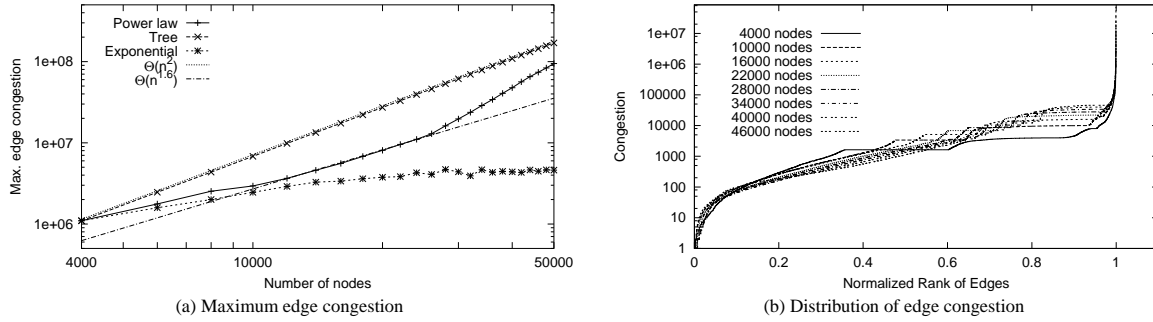 Max. edge congestion
1e+08
1e+07
1e+06
Power law
Tree
Exponential
Θ(n^2)
Θ(n^1.6)
4000
10000
50000
Number of nodes
(a) Maximum edge congestion
Congestion
1e+07
1e+06
100000
10000
1000
100
10
1
4000 nodes
10000 nodes
16000 nodes
22000 nodes
28000 nodes
34000 nodes
40000 nodes
46000 nodes
0
0.2
0.4
0.6
0.8
1
Normalized Rank of Edges
(b) Distribution of edge congestion